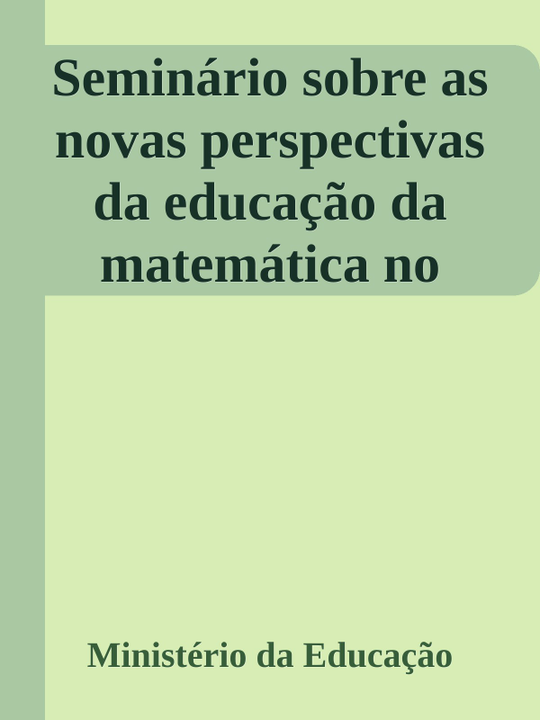 Seminário sobre as
novas perspectivas
da educação da
matemática no
Ministério da Educação